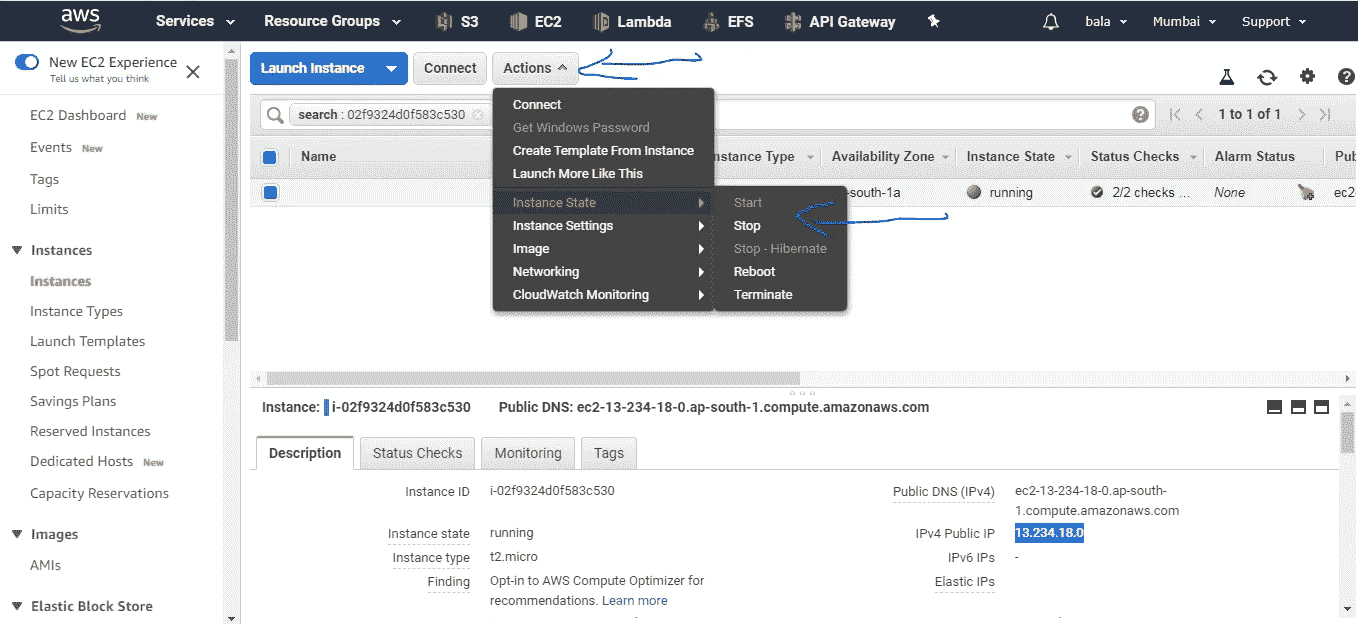 aws Services Resource Groups S3 EC2 Lambda EFS API Gateway bala Mumbai Support
New EC2 Experience
Tell us what you think
EC2 Dashboard New
Events New
Tags
Limits
Instances
Instances
Instance Types
Launch Templates
Spot Requests
Savings Plans
Reserved Instances
Dedicated Hosts New
Capacity Reservations
Images
AMIs
Elastic Block Store
Launch Instance Connect Actions
search : 02f9324d0f583c530 1 to 1 of 1
Name nstance Type Availability Zone Instance State Status Checks Alarm Status Pub
-south-1a running 2/2 checks ... None ec2
Connect
Get Windows Password
Create Template From Instance
Launch More Like This
Instance State
Instance Settings
Image
Networking
CloudWatch Monitoring
Start
Stop
Stop - Hibernate
Reboot
Terminate
Instance: i-02f9324d0f583c530 Public DNS: ec2-13-234-18-0.ap-south-1.compute.amazonaws.com
Description Status Checks Monitoring Tags
Instance ID i-02f9324d0f583c530
Instance state running
Instance type t2.micro
Finding Opt-in to AWS Compute Optimizer for
recommendations. Learn more
Public DNS (IPv4) ec2-13-234-18-0.ap-south-
1.compute.amazonaws.com
IPv4 Public IP 13.234.18.0
IPv6 IPs -
Elastic IPs